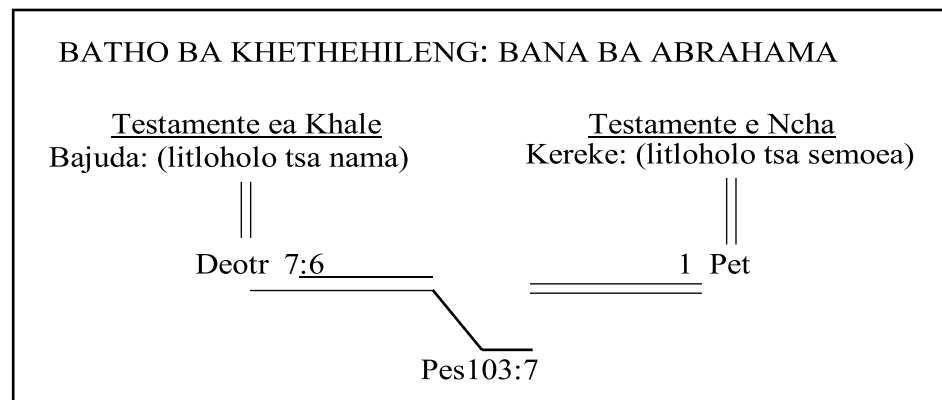 BATHO BA KHETHEHILENG: BANA BA ABRAHAMA
Testamente ea Khale
Bajuda: (litloholo tsa nama)
Testamente e Ncha
Kereke: (litloholo tsa semoea)
Deotr 7:6
1 Pet
Pes103:7